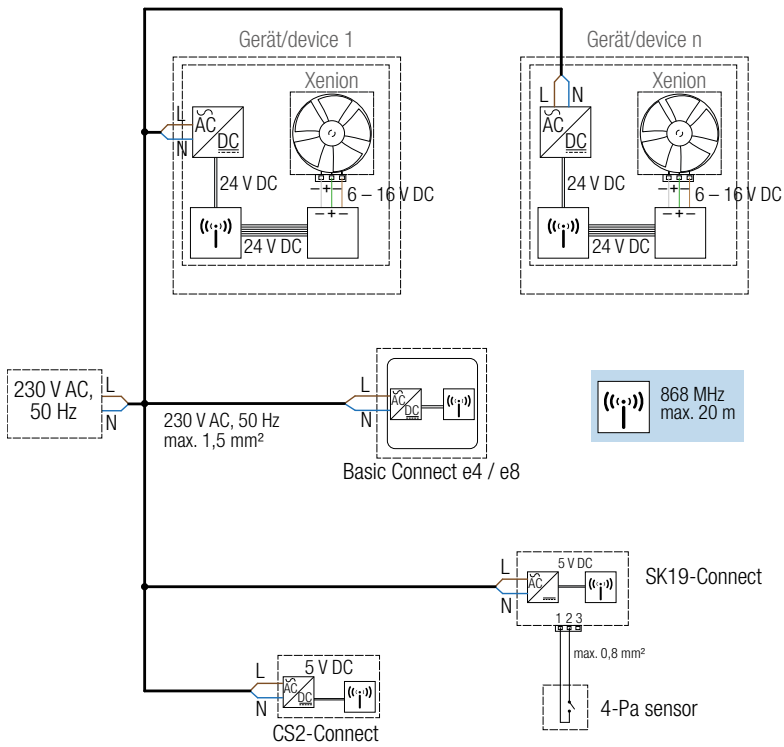 Gerät/device 1
Xenion
L
N
AC
DC
24 V DC
– + –
6 – 16 V DC
– + –
24 V DC
Gerät/device n
Xenion
L N
AC
DC
24 V DC
– + –
6 – 16 V DC
– + –
24 V DC
230 V AC,
50 Hz
L
N
230 V AC, 50 Hz
max. 1,5 mm²
L
N
AC
DC
Basic Connect e4 / e8
868 MHz
max. 20 m
L
N
5 V DC
AC
SK19-Connect
1 2 3
max. 0,8 mm²
4-Pa sensor
L
N
5 V DC
AC
DC
CS2-Connect